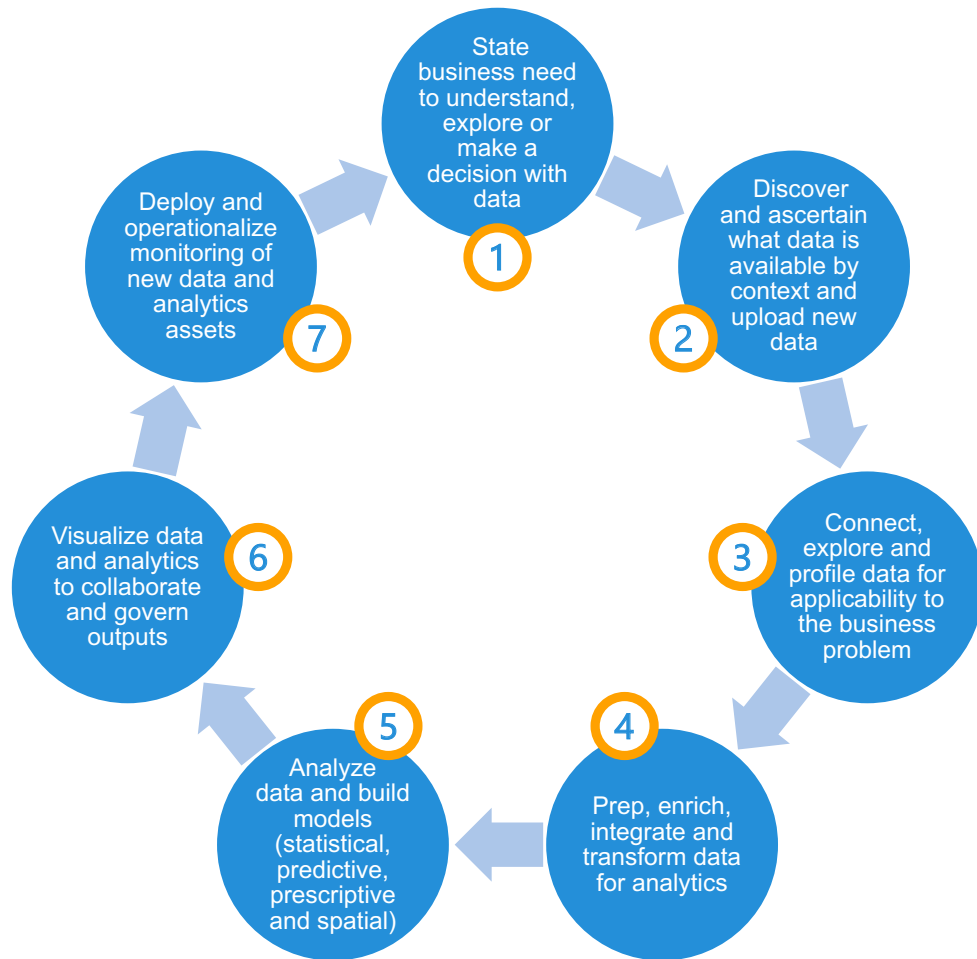 State
business need
to understand,
explore or
make a
decision with
data
1
Discover
and ascertain
what data is
available by
context and
upload new
data
2
Connect,
explore and
profile data for
applicability to
the business
problem
3
Prep, enrich,
integrate and
transform data
for analytics
4
Analyze
data and build
models
(statistical,
predictive,
prescriptive
and spatial)
5
Visualize data
and analytics
to collaborate
and govern
outputs
6
Deploy and
operationalize
monitoring of
new data and
analytics
assets
7